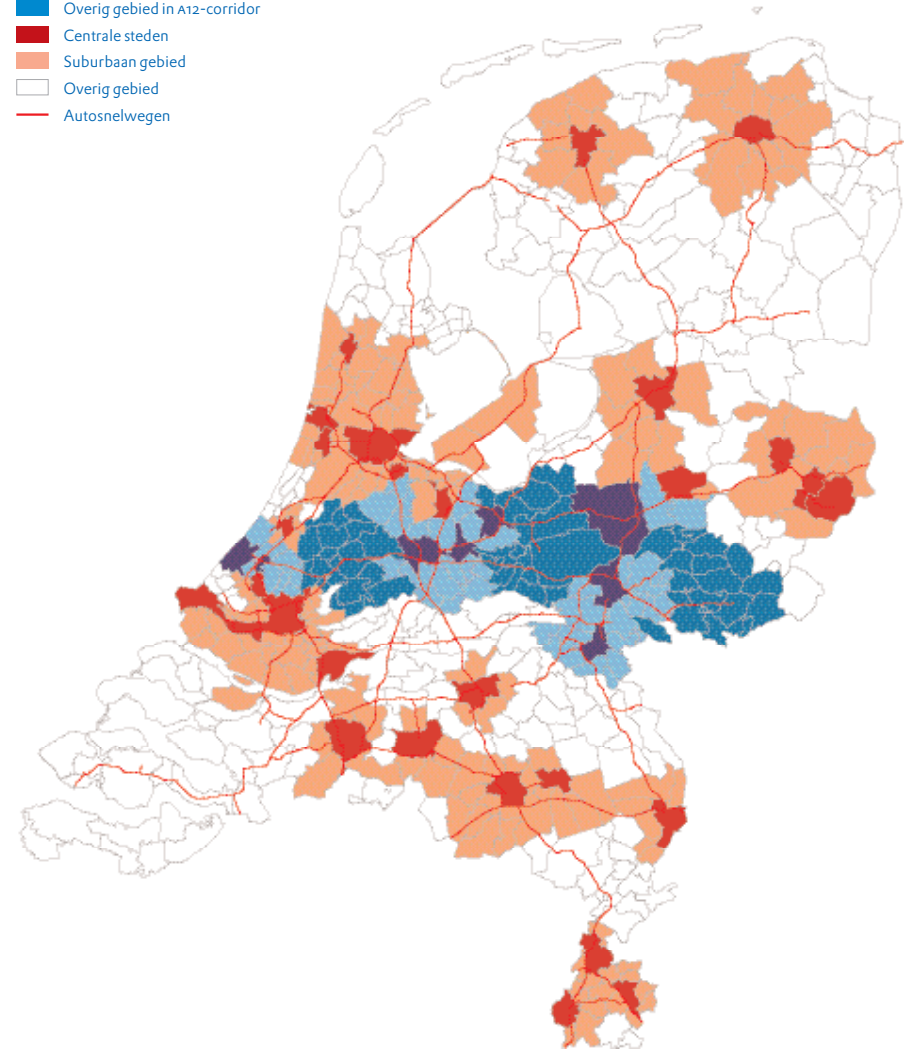 Overig gebied in A12-corridor
Centrale steden
Suburbaan gebied
Overig gebied
Autosnelwegen